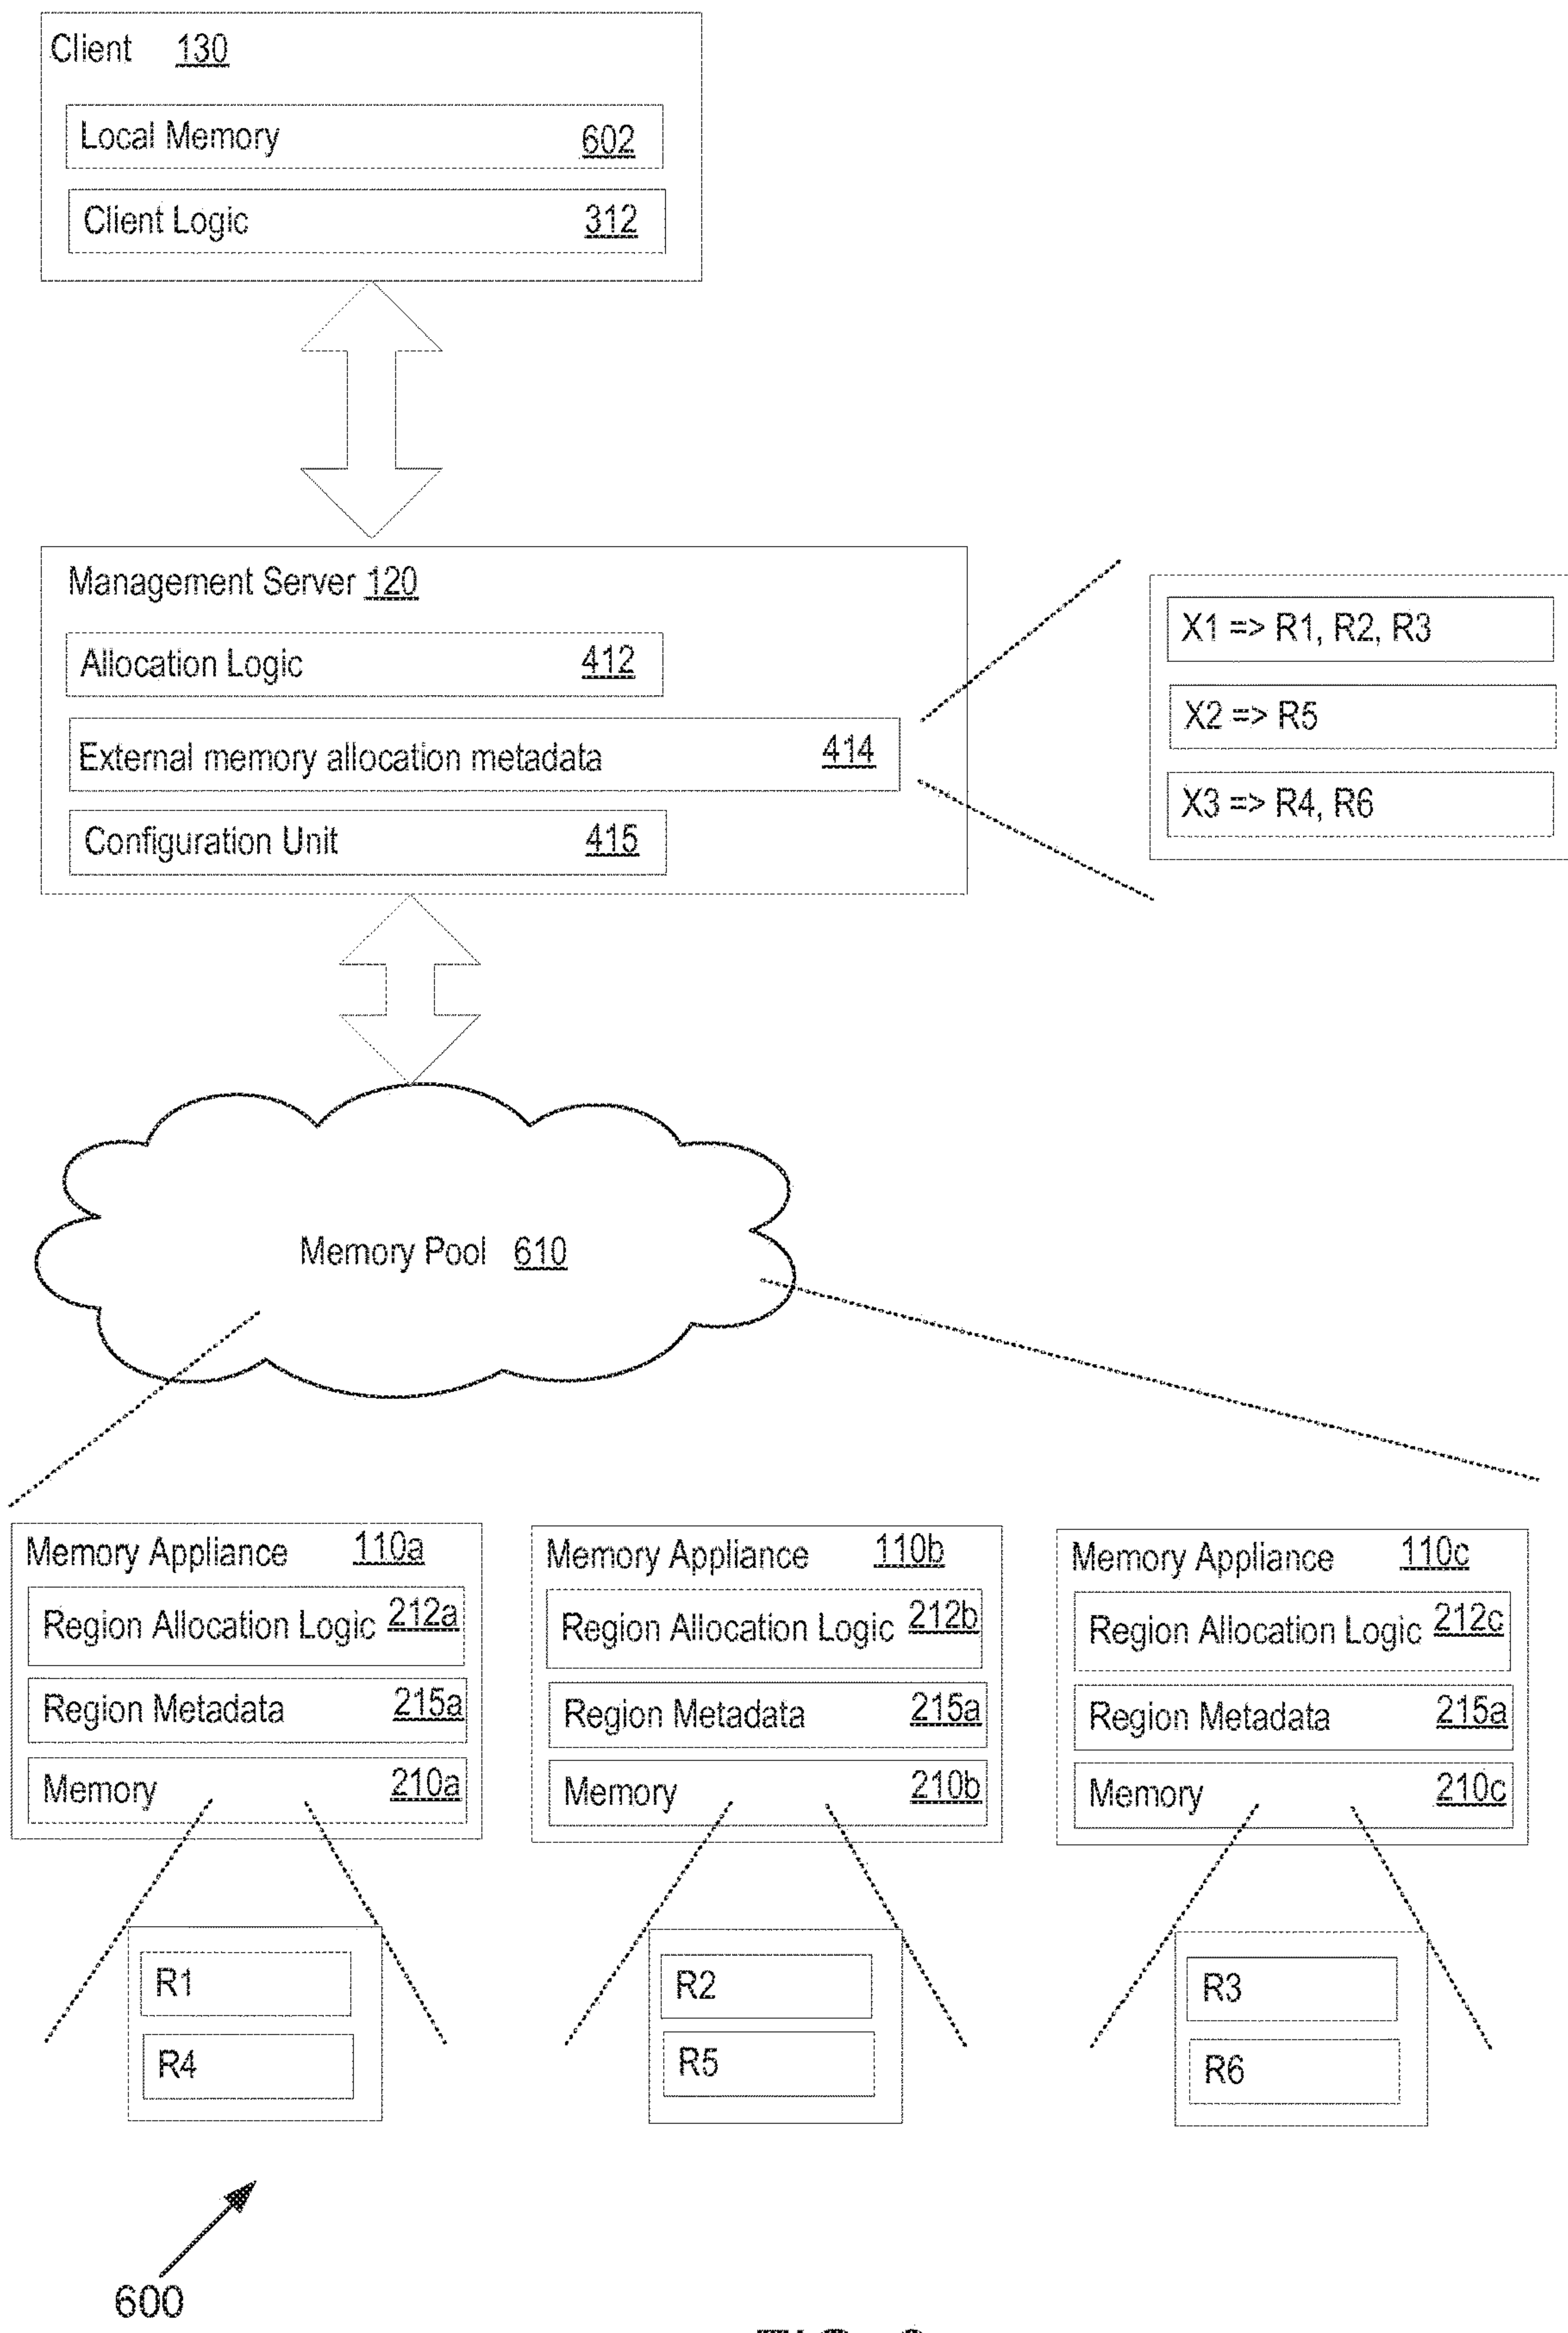 Client 130
Local Memory 602
Client Logic 312
Management Server 120
Allocation Logic 412
External memory allocation metadata 414
Configuration Unit 415
X1 => R1, R2, R3
X2 => R5
X3 => R4, R6
Memory Pool 610
Memory Appliance 110a
Region Allocation Logic 212a
Region Metadata 215a
Memory 210a
R1
R4
Memory Appliance 110b
Region Allocation Logic 212b
Region Metadata 215a
Memory 210b
R2
R5
Memory Appliance 110c
Region Allocation Logic 212c
Region Metadata 215a
Memory 210c
R3
R6
600